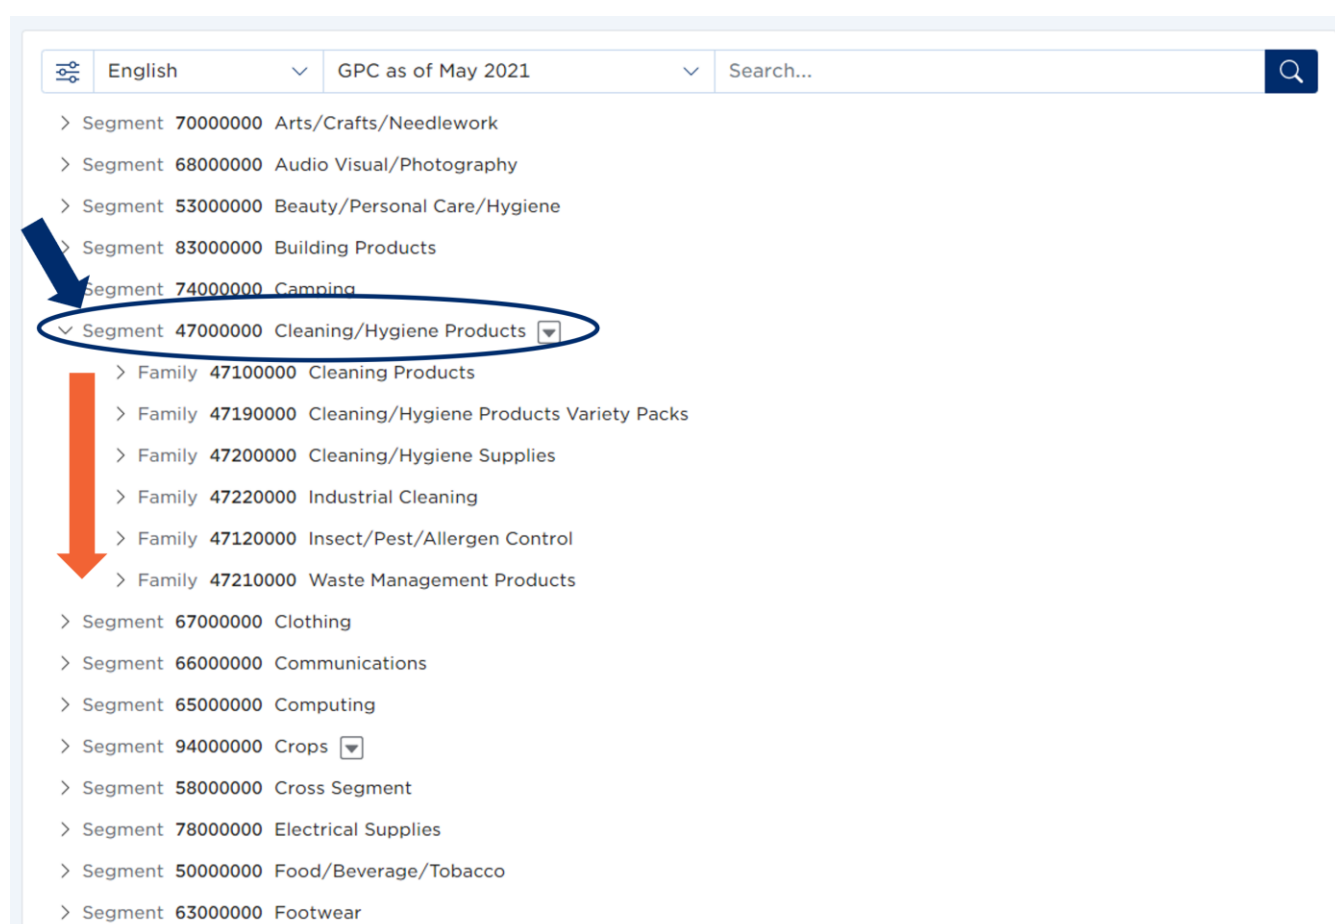 English GPC as of May 2021 Search...
Segment 70000000 Arts/Crafts/Needlework
Segment 68000000 Audio Visual/Photography
Segment 53000000 Beauty/Personal Care/Hygiene
Segment 83000000 Building Products
Segment 74000000 Camping
Segment 47000000 Cleaning/Hygiene Products
Family 47100000 Cleaning Products
Family 47190000 Cleaning/Hygiene Products Variety Packs
Family 47200000 Cleaning/Hygiene Supplies
Family 47220000 Industrial Cleaning
Family 47120000 Insect/Pest/Allergen Control
Family 47210000 Waste Management Products
Segment 67000000 Clothing
Segment 66000000 Communications
Segment 65000000 Computing
Segment 94000000 Crops
Segment 58000000 Cross Segment
Segment 78000000 Electrical Supplies
Segment 50000000 Food/Beverage/Tobacco
Segment 63000000 Footwear